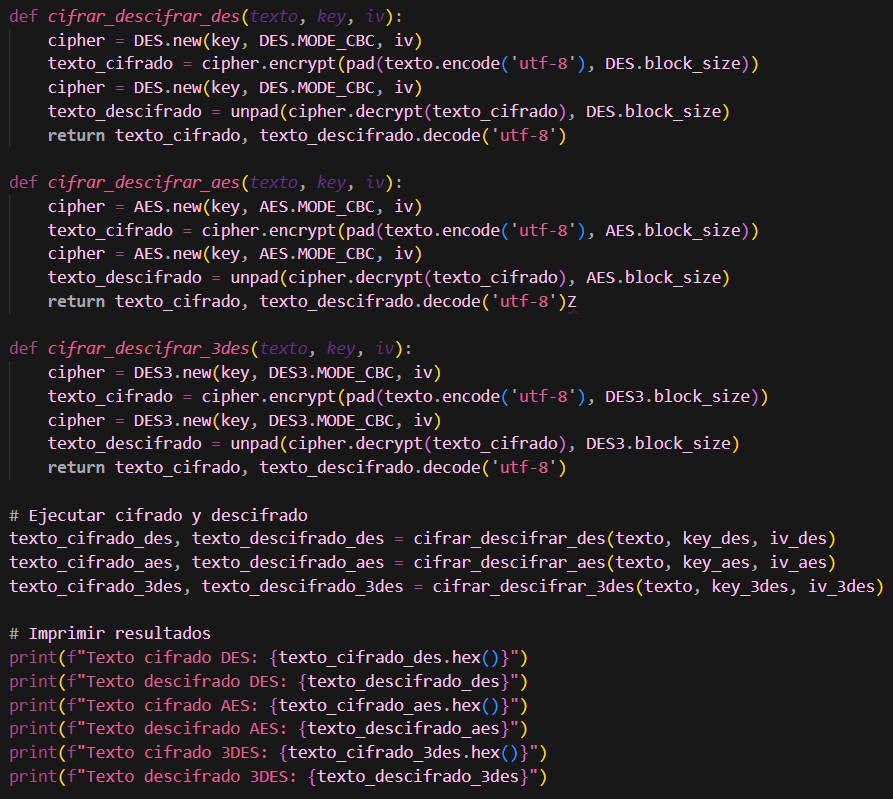 def cifrar_descifrar_des(texto, key, iv):
    cipher = DES.new(key, DES.MODE_CBC, iv)
    texto_cifrado = cipher.encrypt(pad(texto.encode('utf-8'), DES.block_size))
    cipher = DES.new(key, DES.MODE_CBC, iv)
    texto_descifrado = unpad(cipher.decrypt(texto_cifrado), DES.block_size)
    return texto_cifrado, texto_descifrado.decode('utf-8')

def cifrar_descifrar_aes(texto, key, iv):
    cipher = AES.new(key, AES.MODE_CBC, iv)
    texto_cifrado = cipher.encrypt(pad(texto.encode('utf-8'), AES.block_size))
    cipher = AES.new(key, AES.MODE_CBC, iv)
    texto_descifrado = unpad(cipher.decrypt(texto_cifrado), AES.block_size)
    return texto_cifrado, texto_descifrado.decode('utf-8')Z

def cifrar_descifrar_3des(texto, key, iv):
    cipher = DES3.new(key, DES3.MODE_CBC, iv)
    texto_cifrado = cipher.encrypt(pad(texto.encode('utf-8'), DES3.block_size))
    cipher = DES3.new(key, DES3.MODE_CBC, iv)
    texto_descifrado = unpad(cipher.decrypt(texto_cifrado), DES3.block_size)
    return texto_cifrado, texto_descifrado.decode('utf-8')

# Ejecutar cifrado y descifrado
texto_cifrado_des, texto_descifrado_des = cifrar_descifrar_des(texto, key_des, iv_des)
texto_cifrado_aes, texto_descifrado_aes = cifrar_descifrar_aes(texto, key_aes, iv_aes)
texto_cifrado_3des, texto_descifrado_3des = cifrar_descifrar_3des(texto, key_3des, iv_3des)

# Imprimir resultados
print(f"Texto cifrado DES: {texto_cifrado_des.hex()}")
print(f"Texto descifrado DES: {texto_descifrado_des}")
print(f"Texto cifrado AES: {texto_cifrado_aes.hex()}")
print(f"Texto descifrado AES: {texto_descifrado_aes}")
print(f"Texto cifrado 3DES: {texto_cifrado_3des.hex()}")
print(f"Texto descifrado 3DES: {texto_descifrado_3des}")